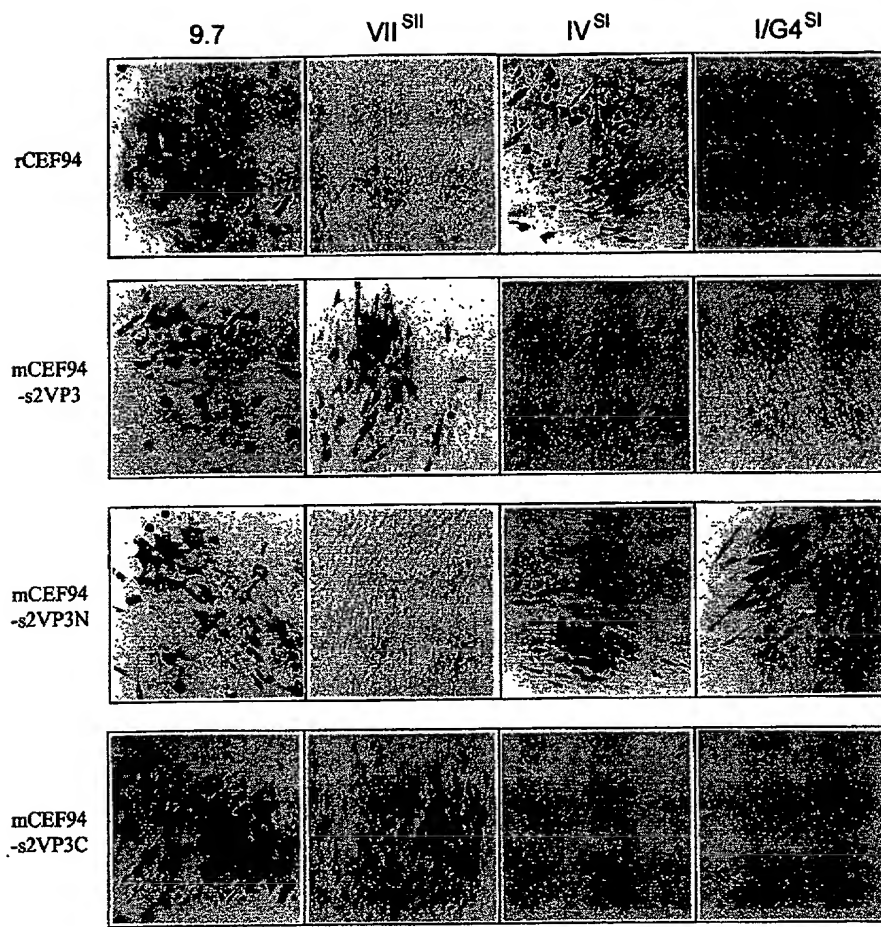 9.7 VII SII IV SI I/G4 SI
rCEF94
mCEF94
-s2VP3
mCEF94
-s2VP3N
mCEF94
-s2VP3C